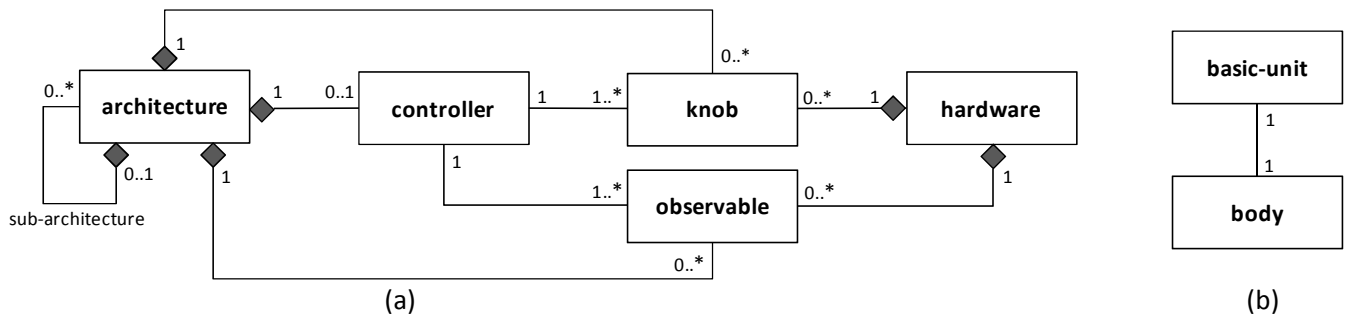 1
0..*
0..*
architecture
1
0..1
controller
1
1..*
knob
0..*
1
hardware
basic-unit
0..1
1
1
1
1
sub-architecture
1..*
observable
0..*
1
body
0..*
(a)
(b)